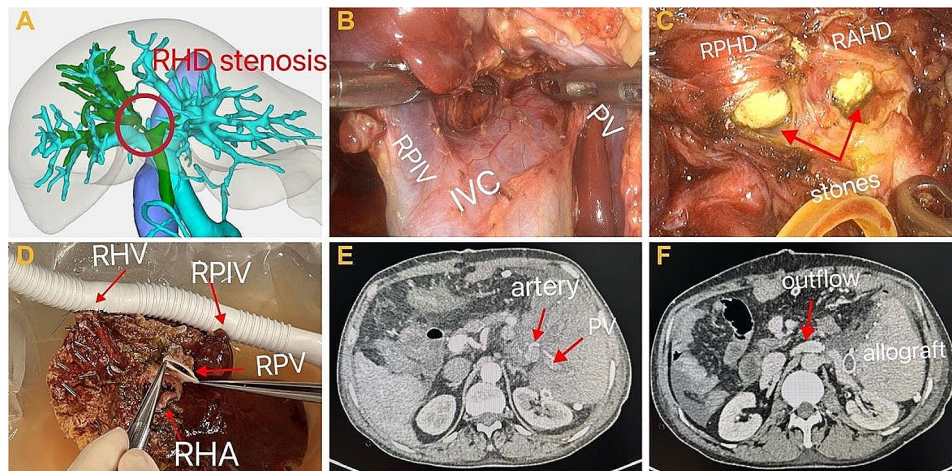 A
RHD stenosis
B
RPIV
IVC
PV
C
RPHD
RAHD
stones
D
RHV
RPIV
RPV
RHA
E
artery
PV
F
outflow
allograft